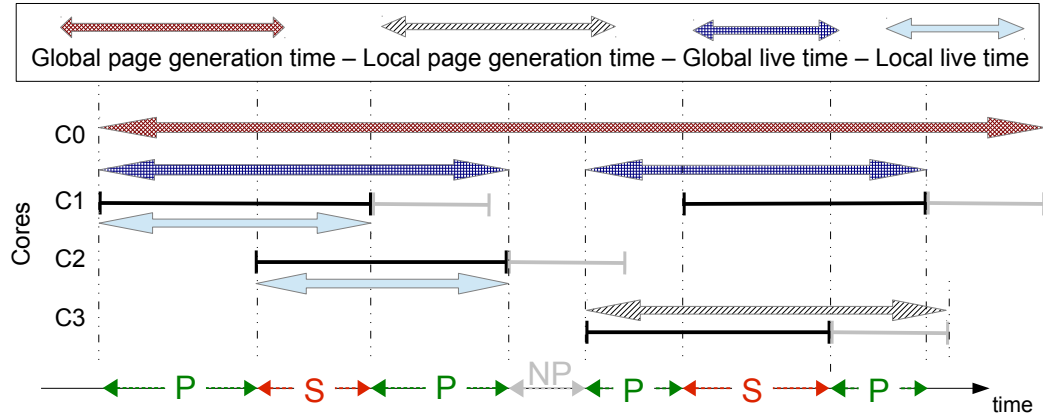 Global page generation time – Local page generation time – Global live time – Local live time
C0
C1
C2
C3
Cores
P S P NP P S P
time